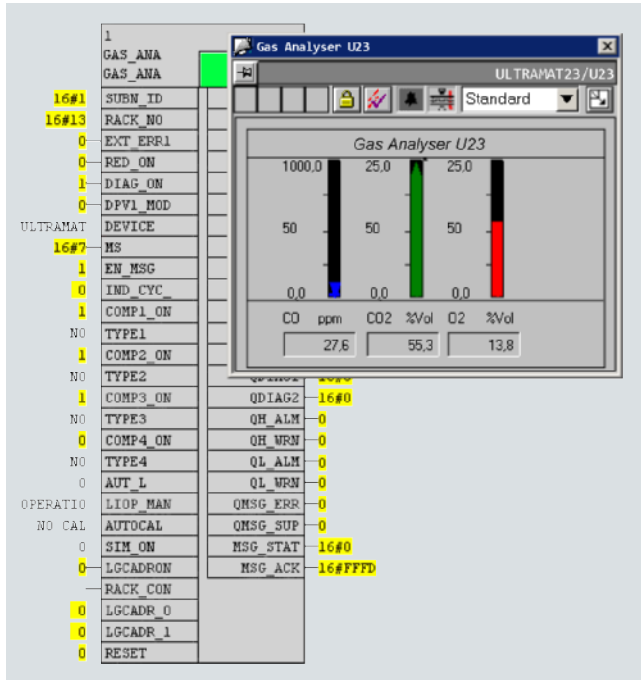 1
GAS_ANA
GAS_ANA
16#1 SUBN_ID
16#13 RACK_NO
0 EXT_ERR1
0 RED_ON
1 DIAG_ON
0 DPV1_MOD
ULTRAMAT DEVICE
16#7 MS
1 EN_MSG
0 IND_CYC_
1 COMP1_ON
NO TYPE1
1 COMP2_ON
NO TYPE2
1 COMP3_ON QDIAG2 16#0
NO TYPE3 QH_ALM 0
0 COMP4_ON QH_WRN 0
NO TYPE4 QL_ALM 0
0 AUT_L QL_WRN 0
OPERATIO LIOP_MAN QMSG_ERR 0
NO CAL AUTOCAL QMSG_SUP 0
0 SIM_ON MSG_STAT 16#0
0 LGCADRON MSG_ACK 16#FFFD
RACK_CON
0 LGCADR_0
0 LGCADR_1
0 RESET
Gas Analyser U23
ULTRAMAT23/U23
Standard
Gas Analyser U23
1000,0 25,0 25,0
50 50 50
0,0 0,0 0,0
CO ppm CO2 %Vol O2 %Vol
27,6 55,3 13,8